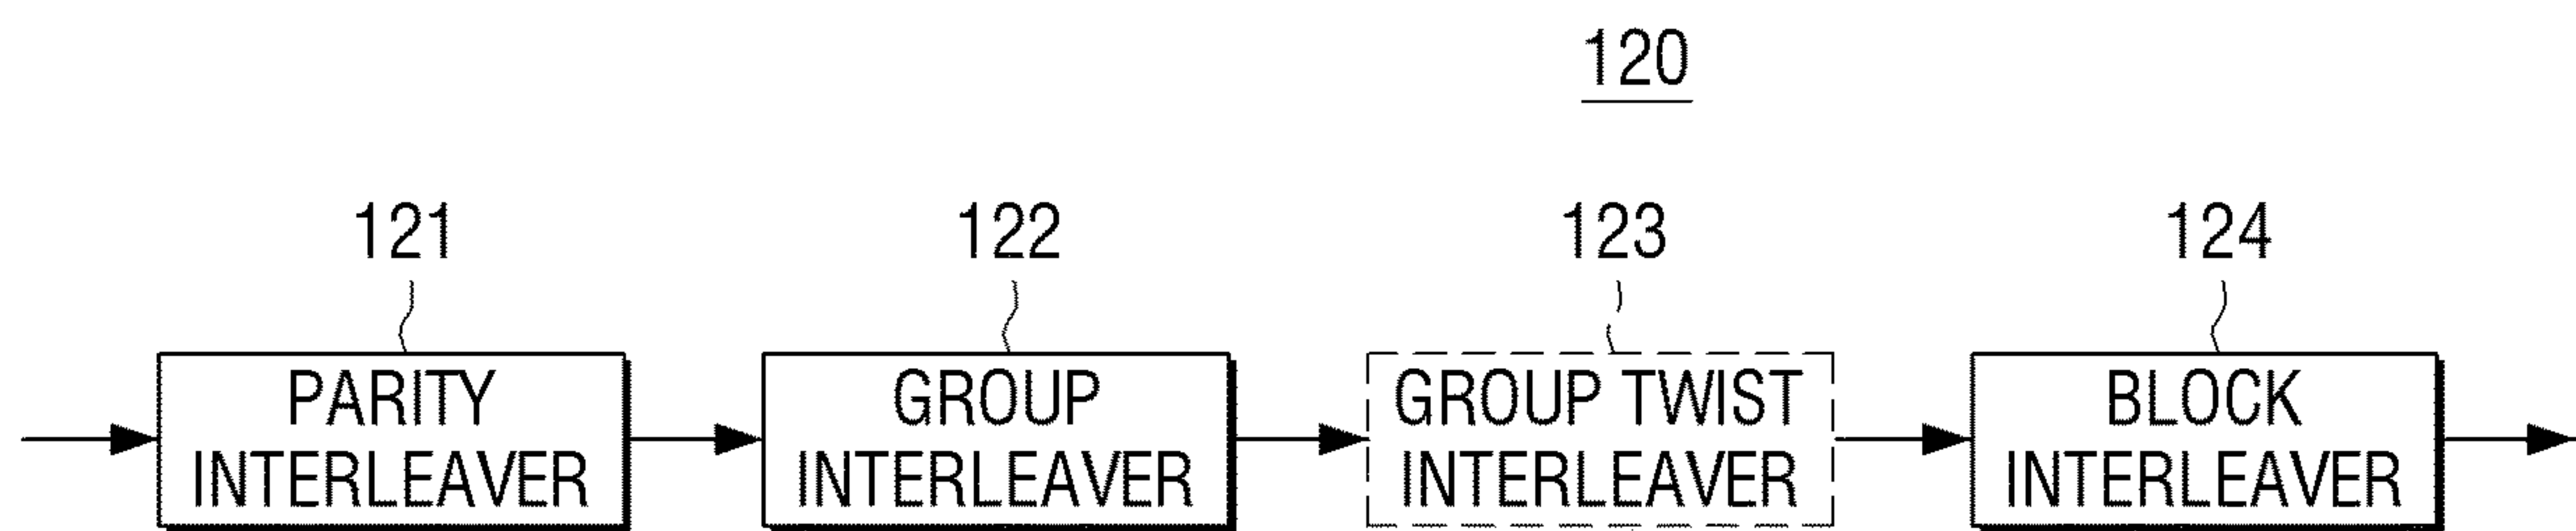 120
121
122
123
124
PARITY
INTERLEAVER
GROUP
INTERLEAVER
GROUP TWIST
INTERLEAVER
BLOCK
INTERLEAVER